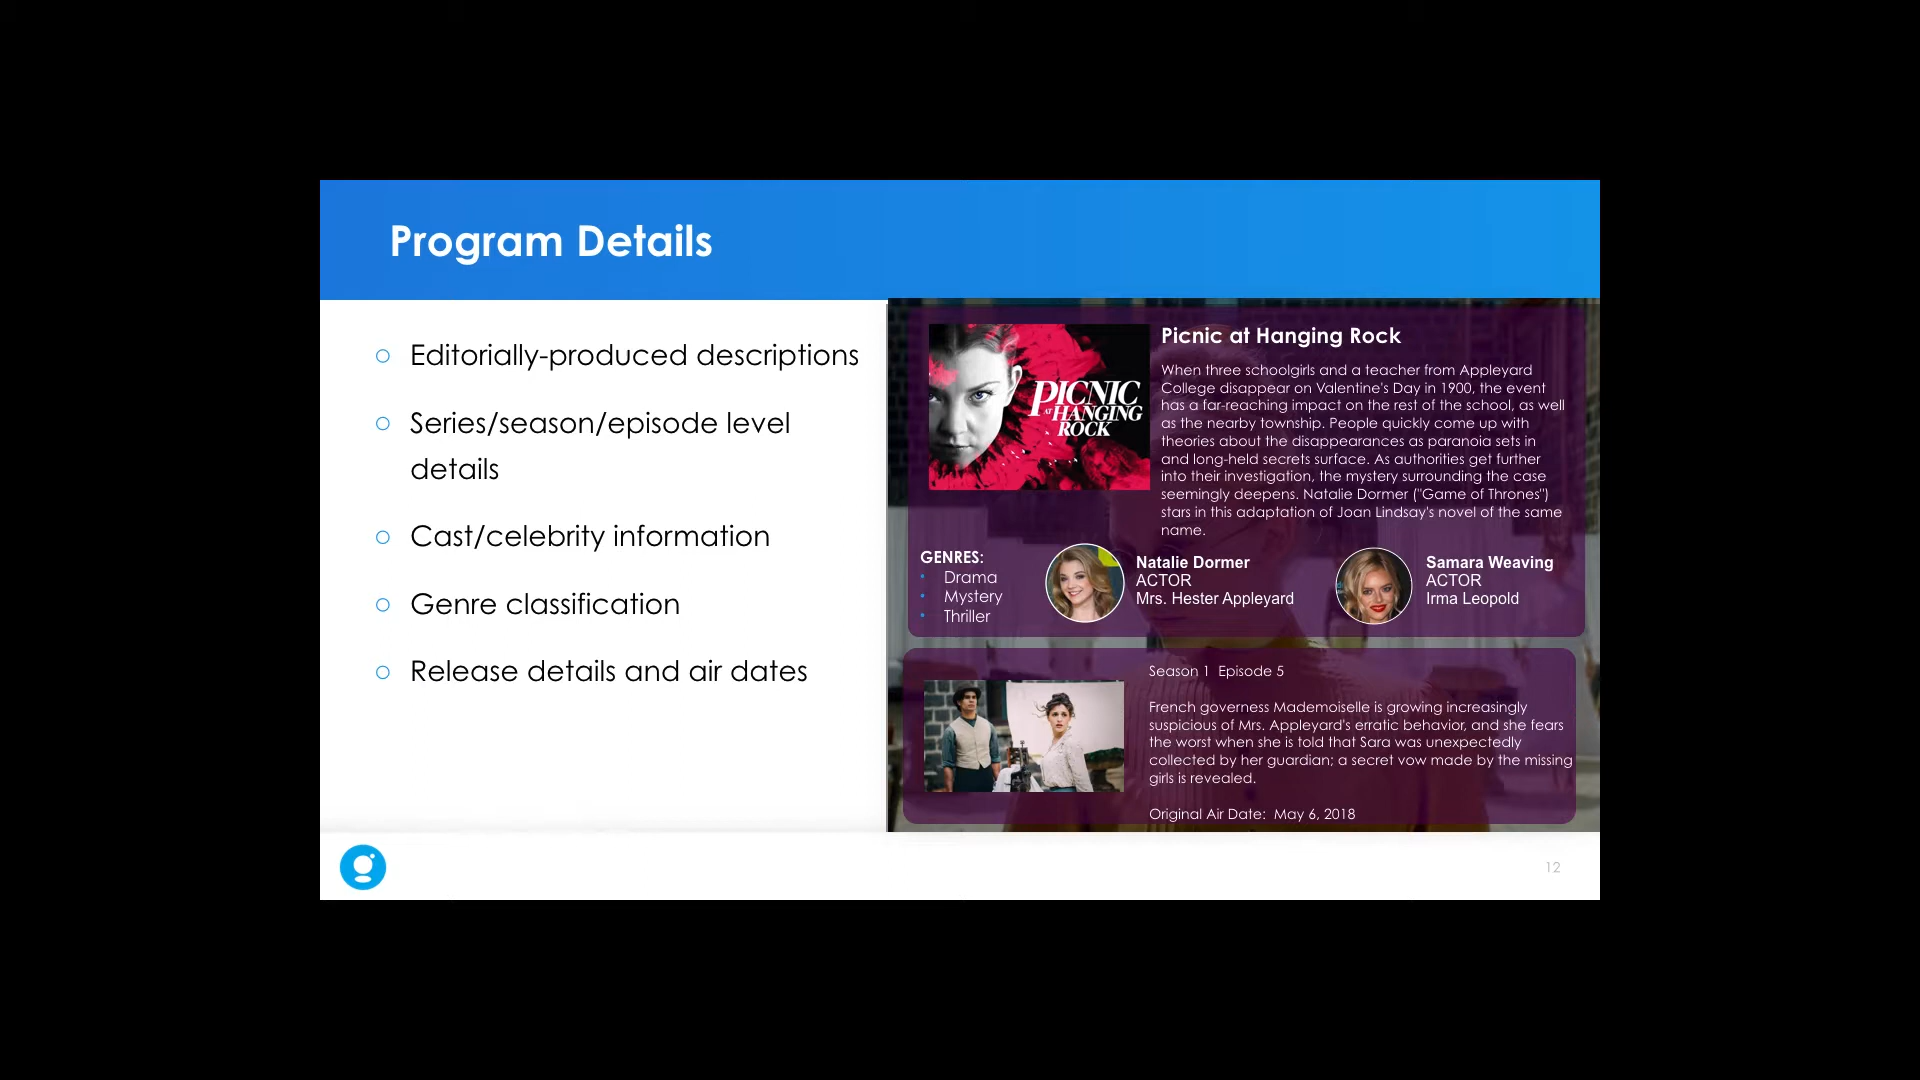 Program Details
Editorially-produced descriptions
Series/season/episode level
details
Cast/celebrity information
Genre classification
Release details and air dates
PICNIC
AT HANGING
ROCK
Picnic at Hanging Rock
When three schoolgirls and a teacher from Appleyard
College disappear on Valentine's Day in 1900, the event
has a far-reaching impact on the rest of the school, as well
as the nearby township. People quickly come up with
theories about the disappearances as paranoia sets in
and long-held secrets surface. As authorities get further
into their investigation, the mystery surrounding the case
seemingly deepens. Natalie Dormer ("Game of Thrones")
stars in this adaptation of Joan Lindsay's novel of the same
name.
GENRES:
Drama
Mystery
Thriller
Natalie Dormer
ACTOR
Mrs. Hester Appleyard
Samara Weaving
ACTOR
Irma Leopold
Season 1  Episode 5
French governess Mademoiselle is growing increasingly
suspicious of Mrs. Appleyard's erratic behavior, and she fears
the worst when she is told that Sara was unexpectedly
collected by her guardian; a secret vow made by the missing
girls is revealed.
Original Air Date:  May 6, 2018
12